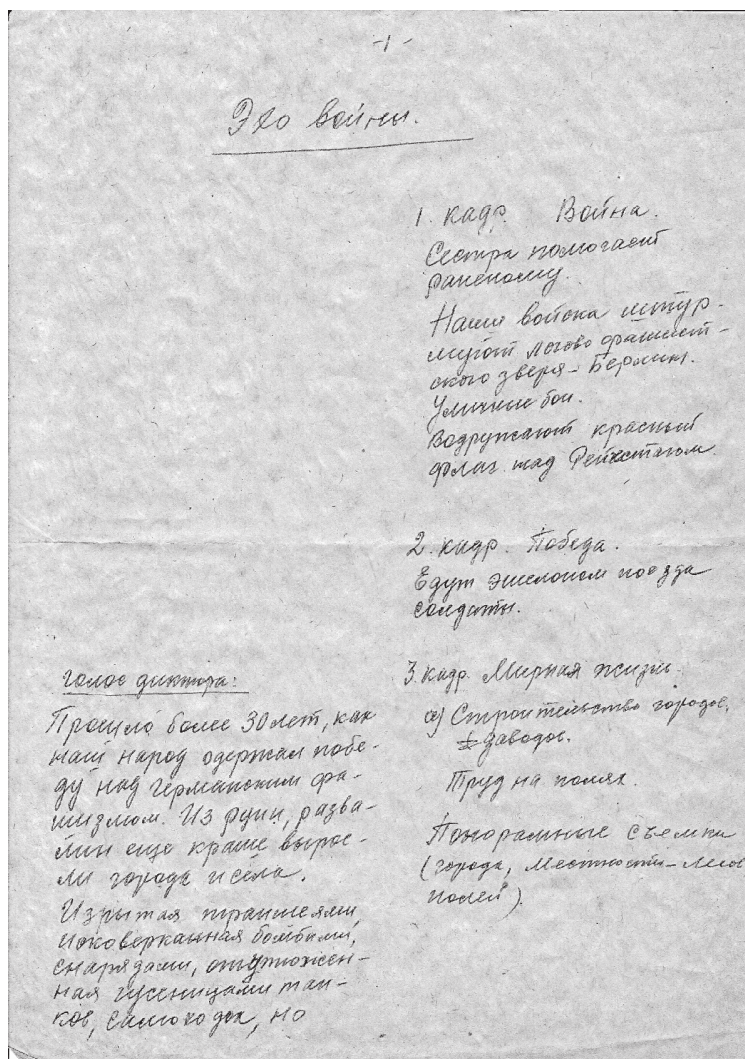 -1-
Эхо войны.
1. кадр. Война.
Сестра помогает
раненому.
Наши войска штур-
муют логово фашист-
ского зверя - Берлин.
Уличные бои.
Водружают красный
флаг над Рейхстагом.
2. кадр. Победа.
Едут эшелоном поезда
солдаты.
3. кадр. Мирная жизнь.
а) Строительство городов,
заводов.
Труд на полях.
Понорамные съемки
(города, местности - лесов
полей).
голос диктора:
Прошло более 30 лет, как
наш народ одержал побе-
ду над германским фа-
шизмом. Из руин, разва-
лин еще краше вырос-
ли города и сёла.
Изрытая траншеями,
исковерканная бомбами,
снарядами, отутюжен-
ная гусеницами тан-
ков, самоходок, но